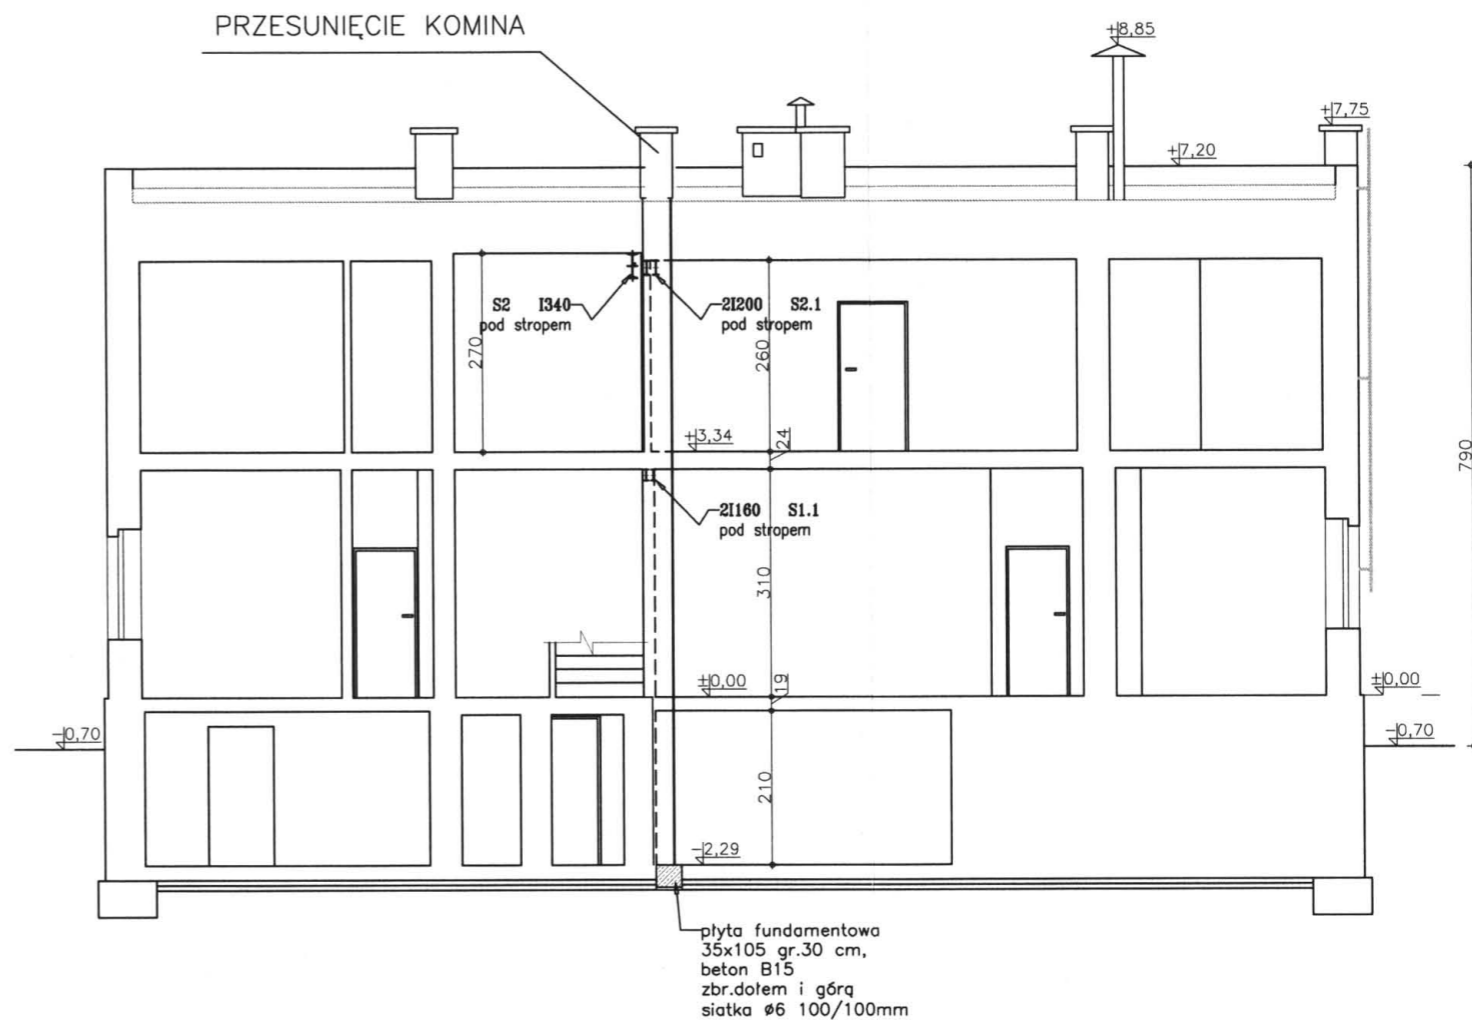 PRZESUNIĘCIE KOMINA
+8,85
+7,75
+7,20
S2 I340
pod stropem
2I200 S2.1
pod stropem
270
260
+3,34
24
790
2I160 S1.1
pod stropem
310
±0,00
19
±0,00
-0,70
-0,70
210
-2,29
płyta fundamentowa
35x105 gr.30 cm,
beton B15
zbr.dołem i górą
siatka ø6 100/100mm